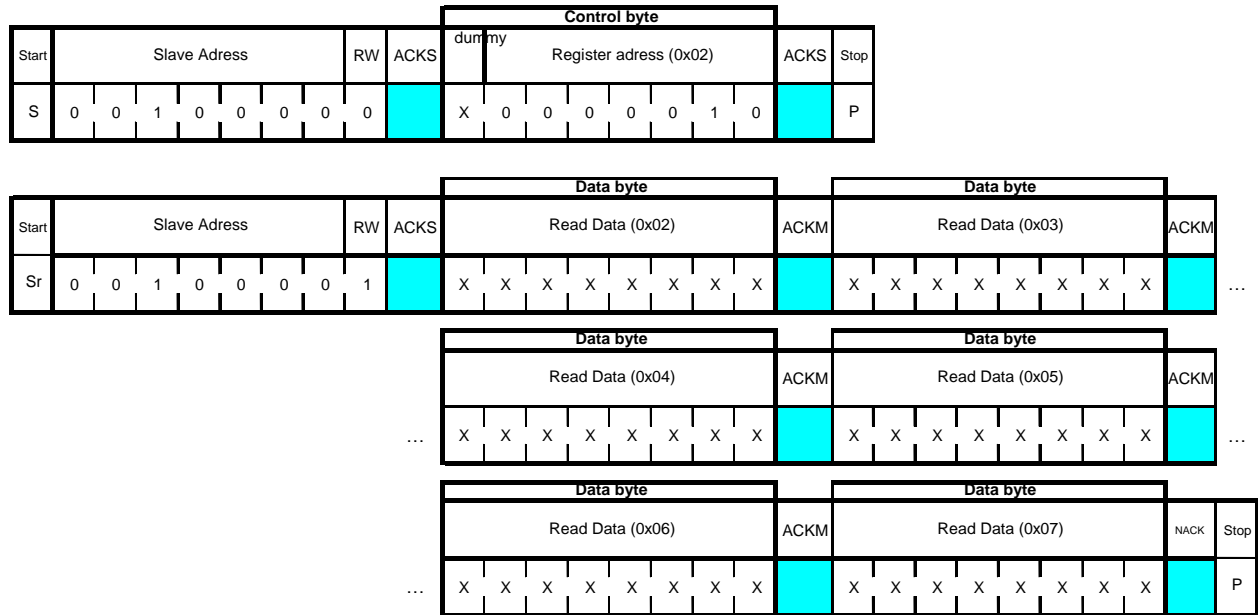 Control byte
Start Slave Adress RW ACKS dummy Register adress (0x02) ACKS Stop
S 0 0 1 0 0 0 0 0 X 0 0 0 0 0 1 0 P
Data byte Data byte
Start Slave Adress RW ACKS Read Data (0x02) ACKM Read Data (0x03) ACKM
Sr 0 0 1 0 0 0 0 1 X X X X X X X X X X X X X X X X …
Data byte Data byte
Read Data (0x04) ACKM Read Data (0x05) ACKM
… X X X X X X X X X X X X X X X X …
Data byte Data byte
Read Data (0x06) ACKM Read Data (0x07) NACK Stop
… X X X X X X X X X X X X X X X X P